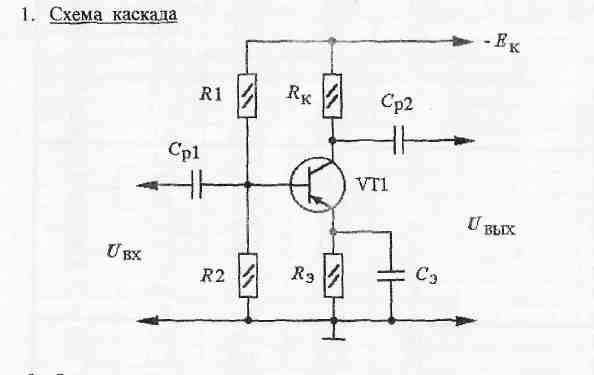 1. Схема каскада
- Eк
R1
Rк
Cр2
Cр1
VT1
Uвх
Uвых
R2
Rэ
Cэ